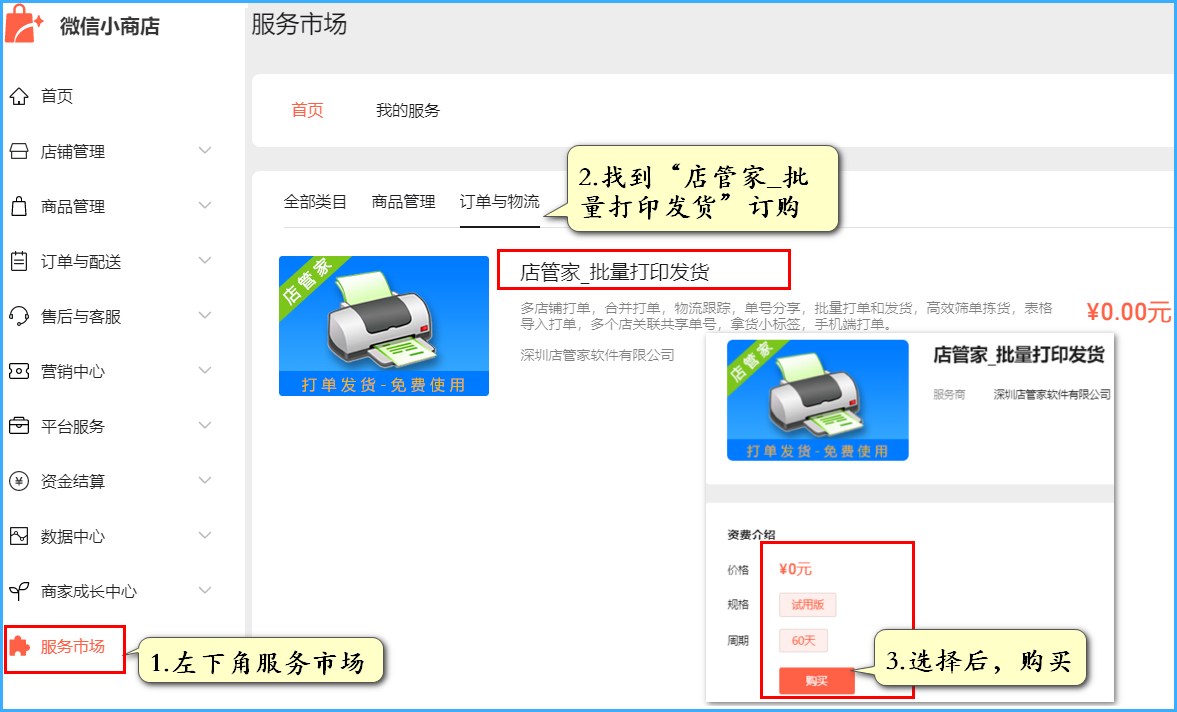 微信小商店
服务市场
首页
店铺管理
商品管理
订单与配送
售后与客服
营销中心
平台服务
资金结算
数据中心
商家成长中心
服务市场
1.左下角服务市场
首页 我的服务
全部类目 商品管理 订单与物流
2.找到“店管家_批
量打印发货”订购
店管家
打单发货-免费使用
店管家_批量打印发货
多店铺打单，合并打单，物流跟踪，单号分享，批量打单和发货，高效筛单拣货，表格
导入打单，多个店关联共享单号，拿货小标签，手机端打单。
¥0.00元
深圳店管家软件有限公司
店管家
打单发货-免费使用
店管家_批量打印发货
服务商 深圳店管家软件有限公司
资费介绍
价格 ¥0元
规格 试用版
周期 60天
购买
3.选择后，购买